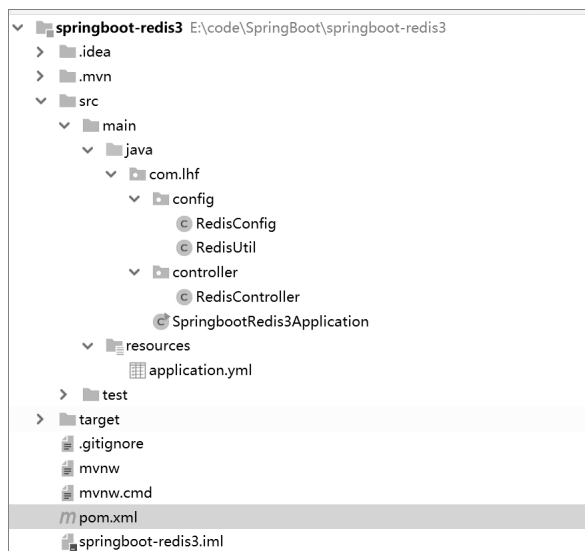 springboot-redis3 E:\code\SpringBoot\springboot-redis3
.idea
.mvn
src
main
java
com.lhf
config
RedisConfig
RedisUtil
controller
RedisController
SpringbootRedis3Application
resources
application.yml
test
target
.gitignore
mvnw
mvnw.cmd
pom.xml
springboot-redis3.iml